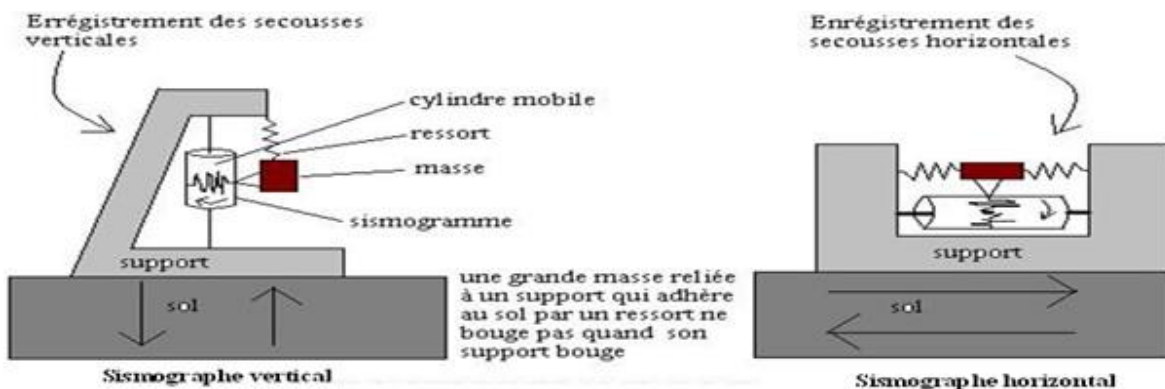 Errégistrement des secousses
verticales
cylindre mobile
ressort
masse
sismogramme
support
sol
une grande masse reliée
à un support qui adhère
au sol par un ressort ne
bouge pas quand son
support bouge
Sismographe vertical
Enrégistrement des
secousses horizontales
support
sol
Sismographe horizontal